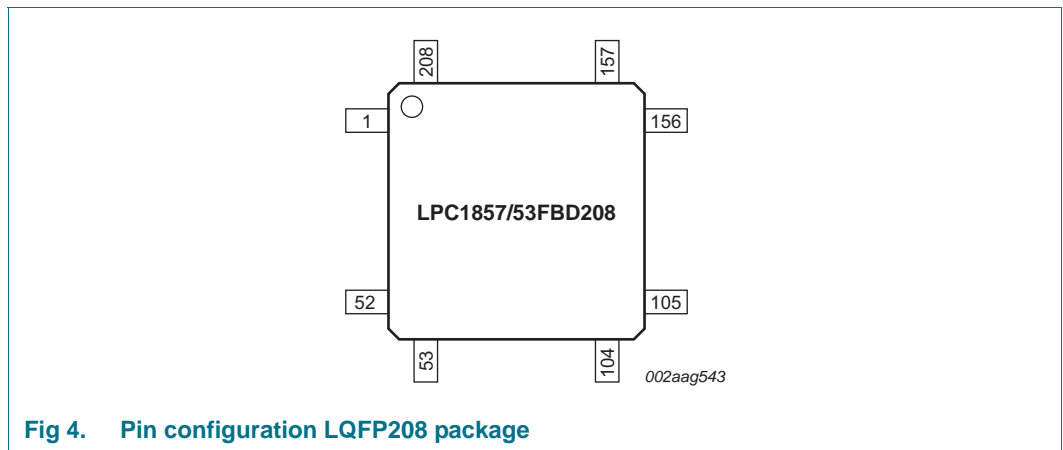 208 157
1 156
LPC1857/53FBD208
52 105
53 104
002aag543
Fig 4. Pin configuration LQFP208 package